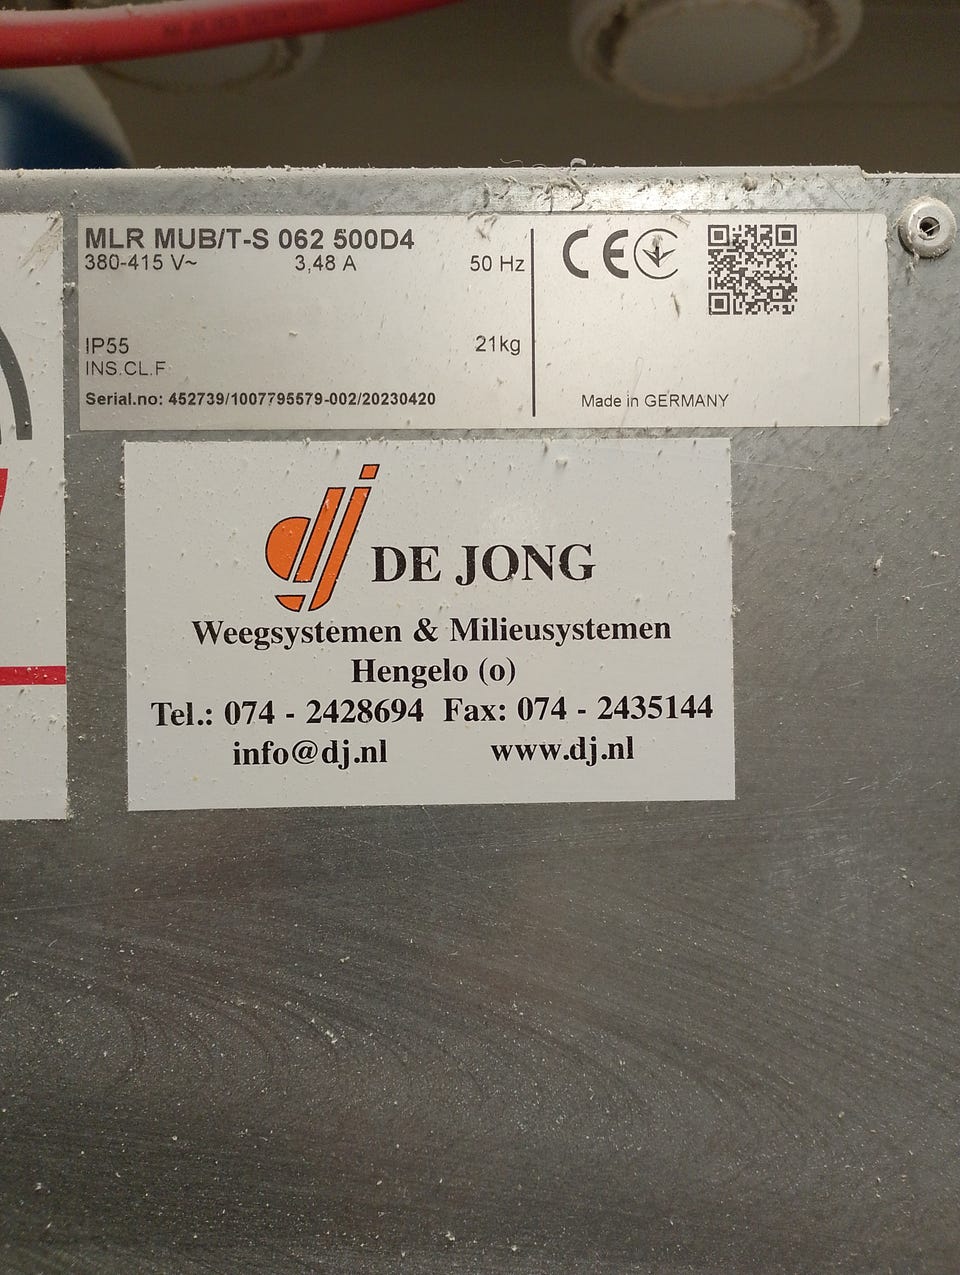 MLR MUB/T-S 062 500D4
380-415 V~ 3,48 A 50 Hz
IP55 21kg
INS.CL.F
Serial.no: 452739/1007795579-002/20230420
CE
Made in GERMANY
dj DE JONG
Weegsystemen & Milieusystemen
Hengelo (o)
Tel.: 074 - 2428694 Fax: 074 - 2435144
info@dj.nl www.dj.nl